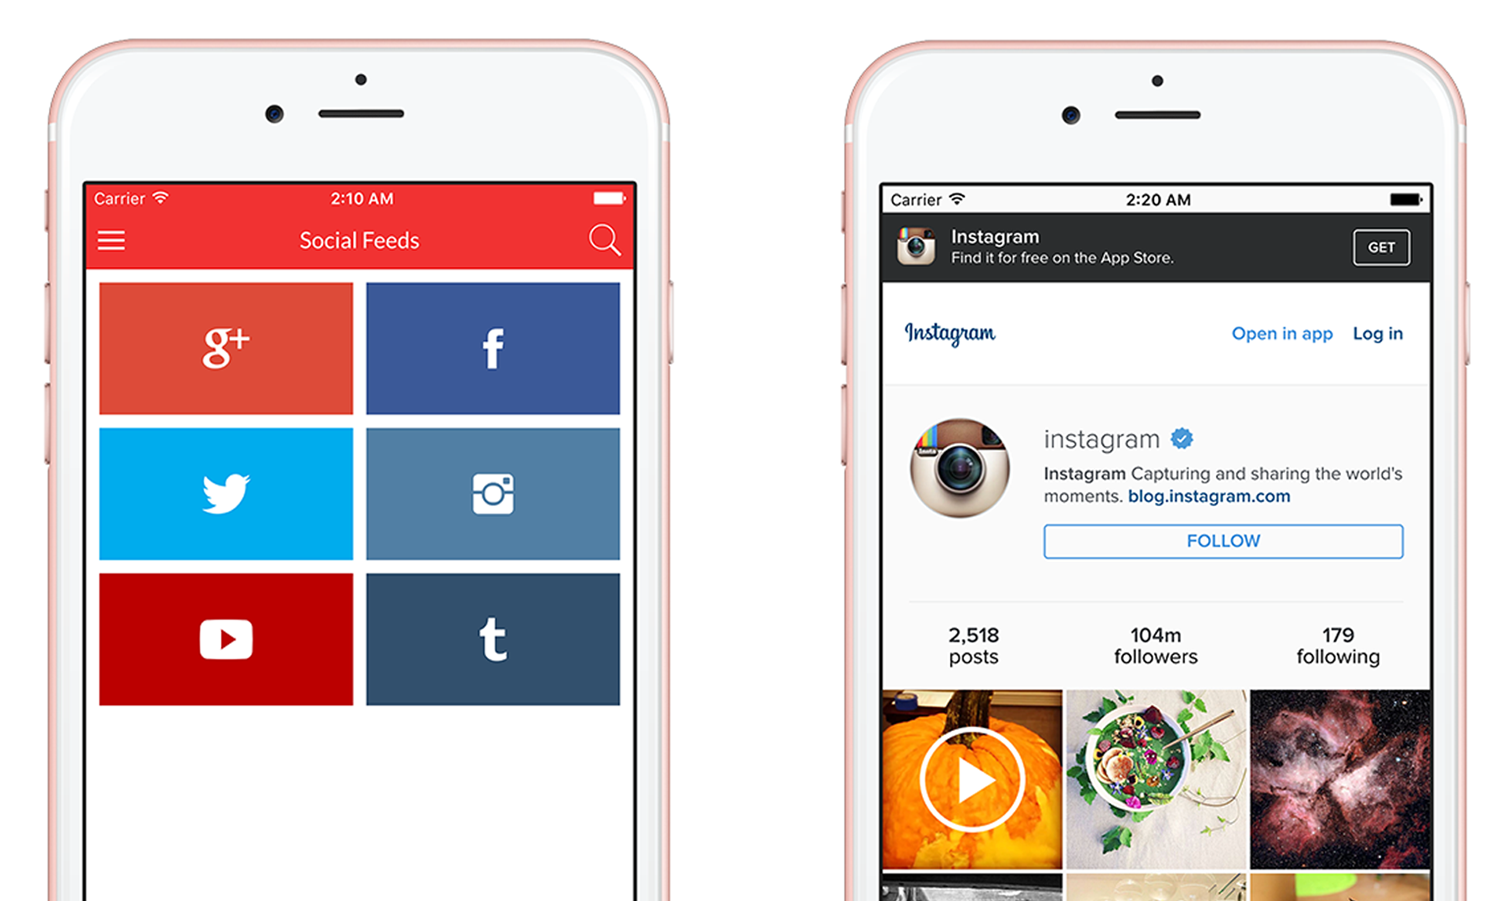 Carrier
2:10 AM
Social Feeds
g+
f
t
Carrier
2:20 AM
Instagram
Find it for free on the App Store.
GET
Instagram
Open in app
Log in
Insta
instagram
Instagram Capturing and sharing the world's
moments. blog.instagram.com
FOLLOW
2,518
posts
104m
followers
179
following